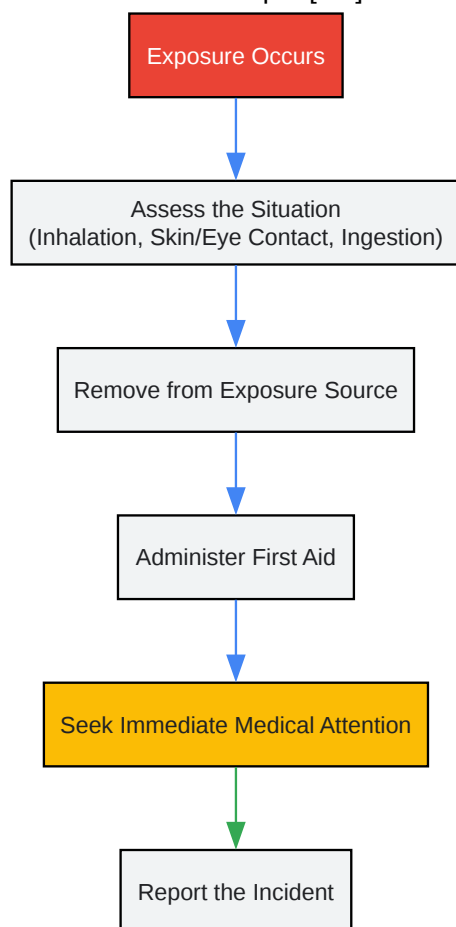 Exposure Occurs
Assess the Situation
(Inhalation, Skin/Eye Contact, Ingestion)
Remove from Exposure Source
Administer First Aid
Seek Immediate Medical Attention
Report the Incident